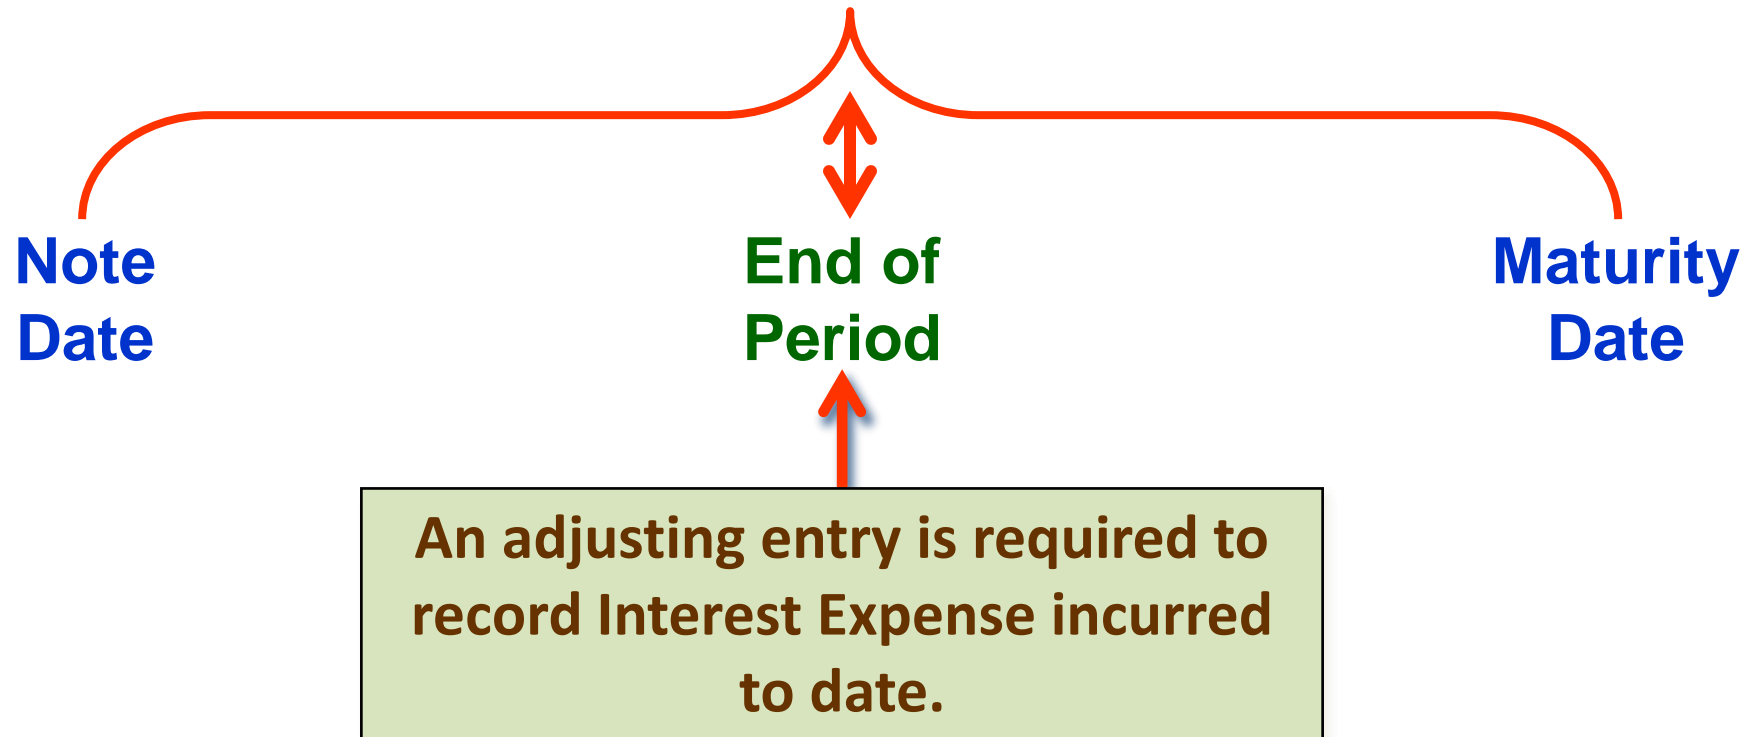 Note
Date
End of
Period
Maturity
Date
An adjusting entry is required to
record Interest Expense incurred
to date.